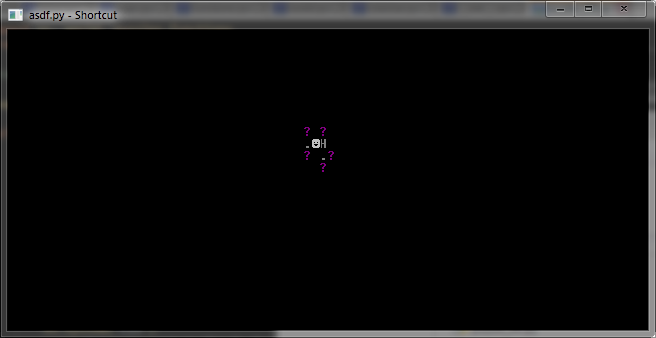 asdf.py - Shortcut
? ?
.☻H
? .?
?